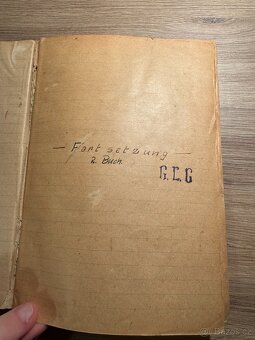 — Fortsetzung —
2. Buch.
G.C.G